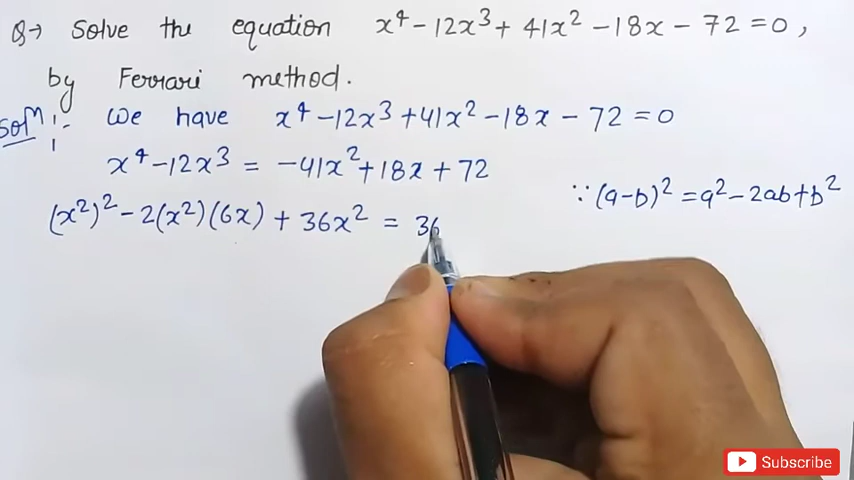 Q→ Solve the equation x⁴-12x³+41x²-18x-72=0,
by Ferrari method.
Solⁿ:- We have x⁴-12x³+41x²-18x-72=0
x⁴-12x³ = -41x²+18x+72
∵ (a-b)²=a²-2ab+b²
(x²)²-2(x²)(6x)+36x² = 36
Subscribe